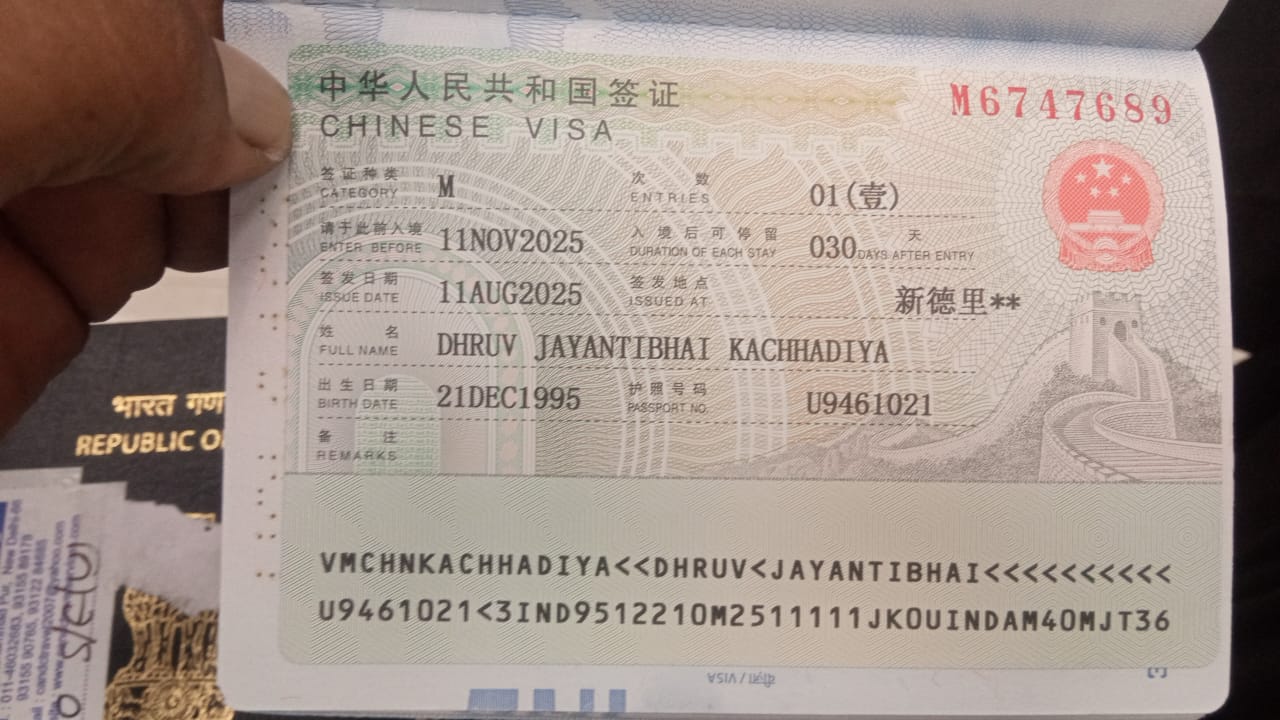 中华人民共和国签证
CHINESE VISA
M6747689
签证种类 CATEGORY M 次数 ENTRIES 01(壹)
请于此前入境 ENTER BEFORE 11NOV2025 入境后可停留 DURATION OF EACH STAY 030 天 DAYS AFTER ENTRY
签发日期 ISSUE DATE 11AUG2025 签发地点 ISSUED AT 新德里**
姓名 FULL NAME DHRUV JAYANTIBHAI KACHHADIYA
出生日期 BIRTH DATE 21DEC1995 护照号码 PASSPORT NO. U9461021
备注 REMARKS
VMCHNKACHHADIYA<<DHRUV<JAYANTIBHAI<<<<<<<<<<
U9461021<3IND9512210M2511111JK0UINDAM40MJT36
वीज़ा / VISA
भारत गण
REPUBLIC O
New Delhi-